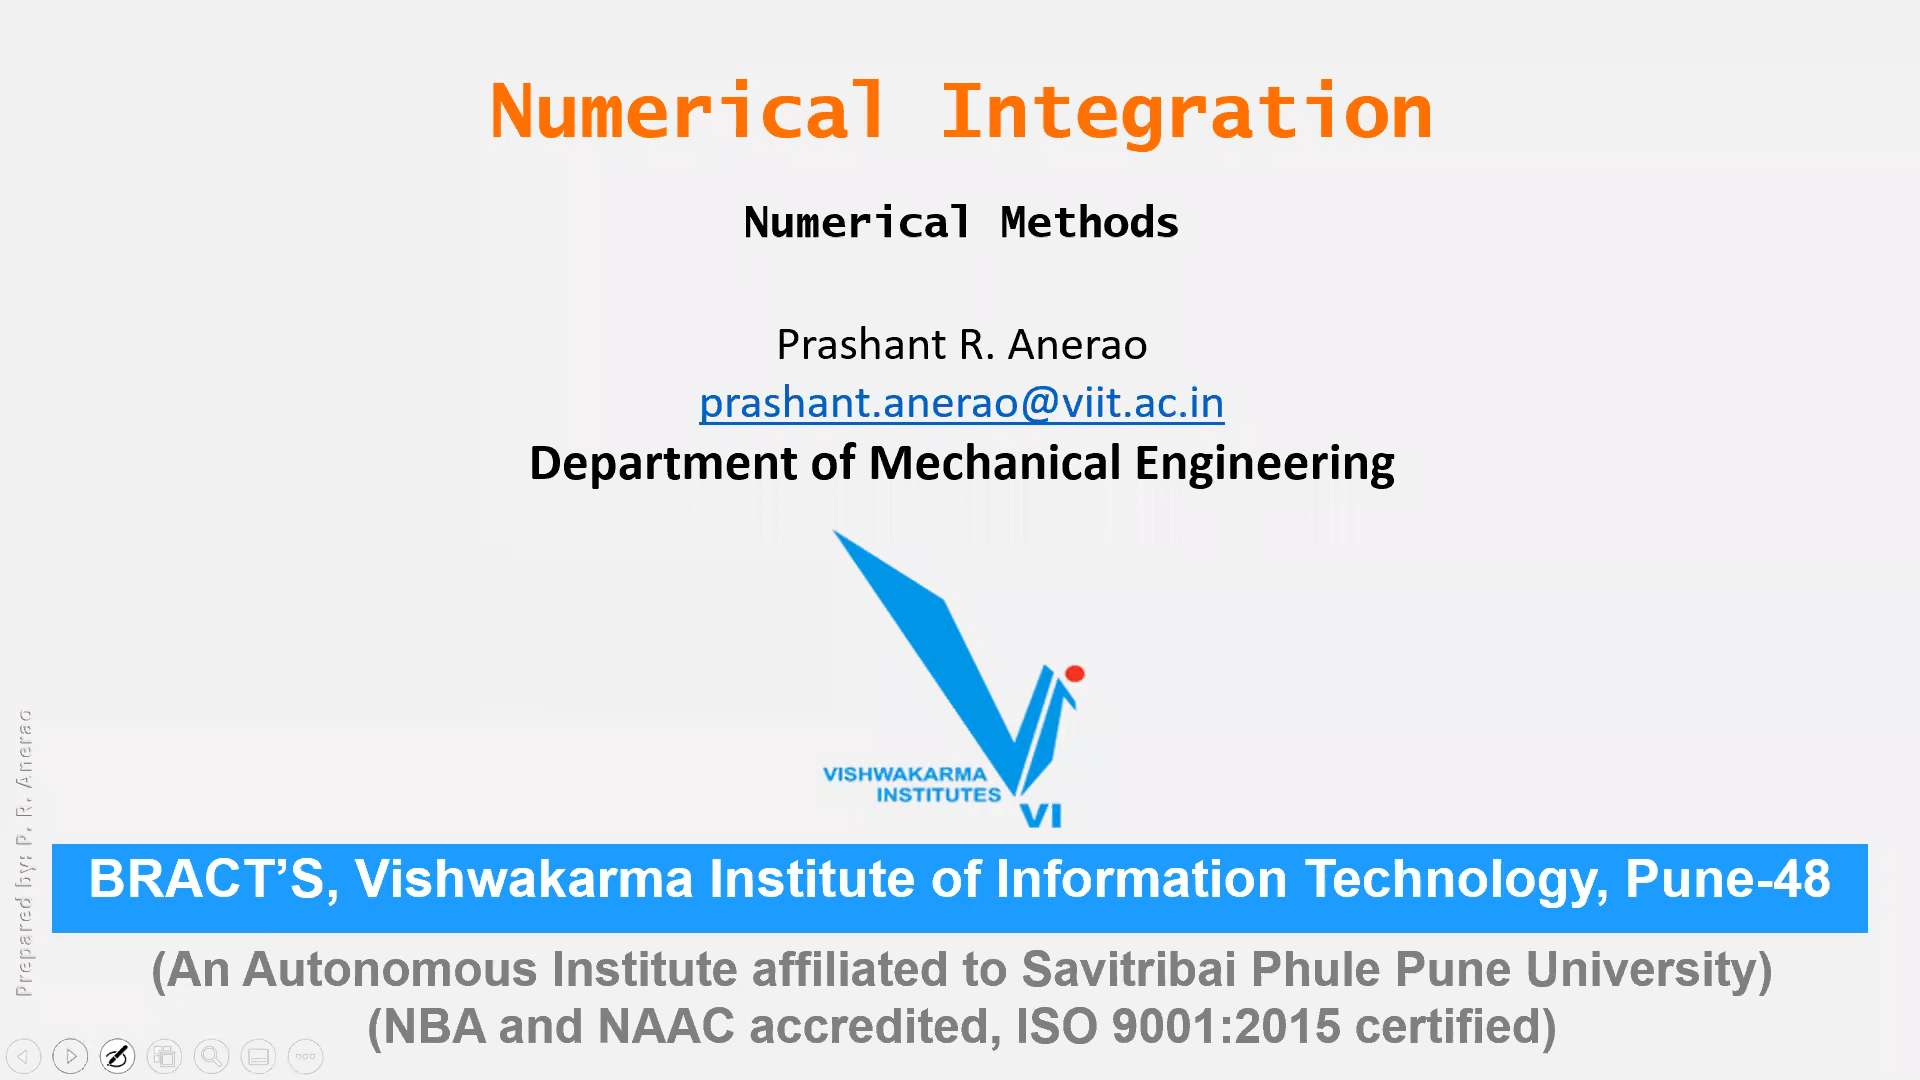 Numerical Integration
Numerical Methods
Prashant R. Anerao
prashant.anerao@viit.ac.in
Department of Mechanical Engineering
VISHWAKARMA
INSTITUTES
VI
Prepared by: P. R. Anerao
BRACT’S, Vishwakarma Institute of Information Technology, Pune-48
(An Autonomous Institute affiliated to Savitribai Phule Pune University)
(NBA and NAAC accredited, ISO 9001:2015 certified)